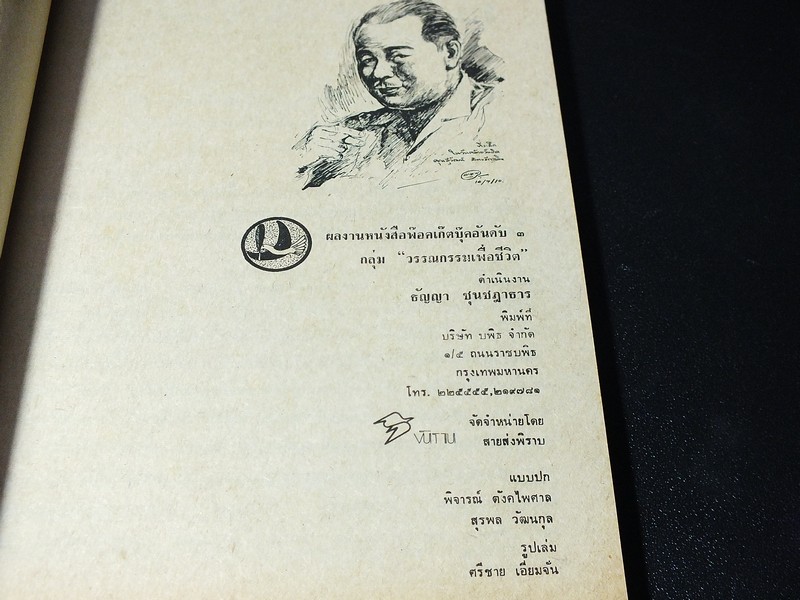 ผลงานหนังสือพ๊อคเก๊ตบุ๊คอันดับ ๓
กลุ่ม “วรรณกรรมเพื่อชีวิต”
ดำเนินงาน
ธัญญา ชุนชฎาธาร
พิมพ์ที่
บริษัท บพิธ จำกัด
๑/๕ ถนนราชบพิธ
กรุงเทพมหานคร
โทร. ๒๒๕๕๕๕,๒๑๙๗๘๑
จัดจำหน่ายโดย
สายส่งพิราบ
แบบปก
พิจารณ์ ตังคไพศาล
สุรพล วัฒนกุล
รูปเล่ม
ศรีชาย เอี่ยมจั่น